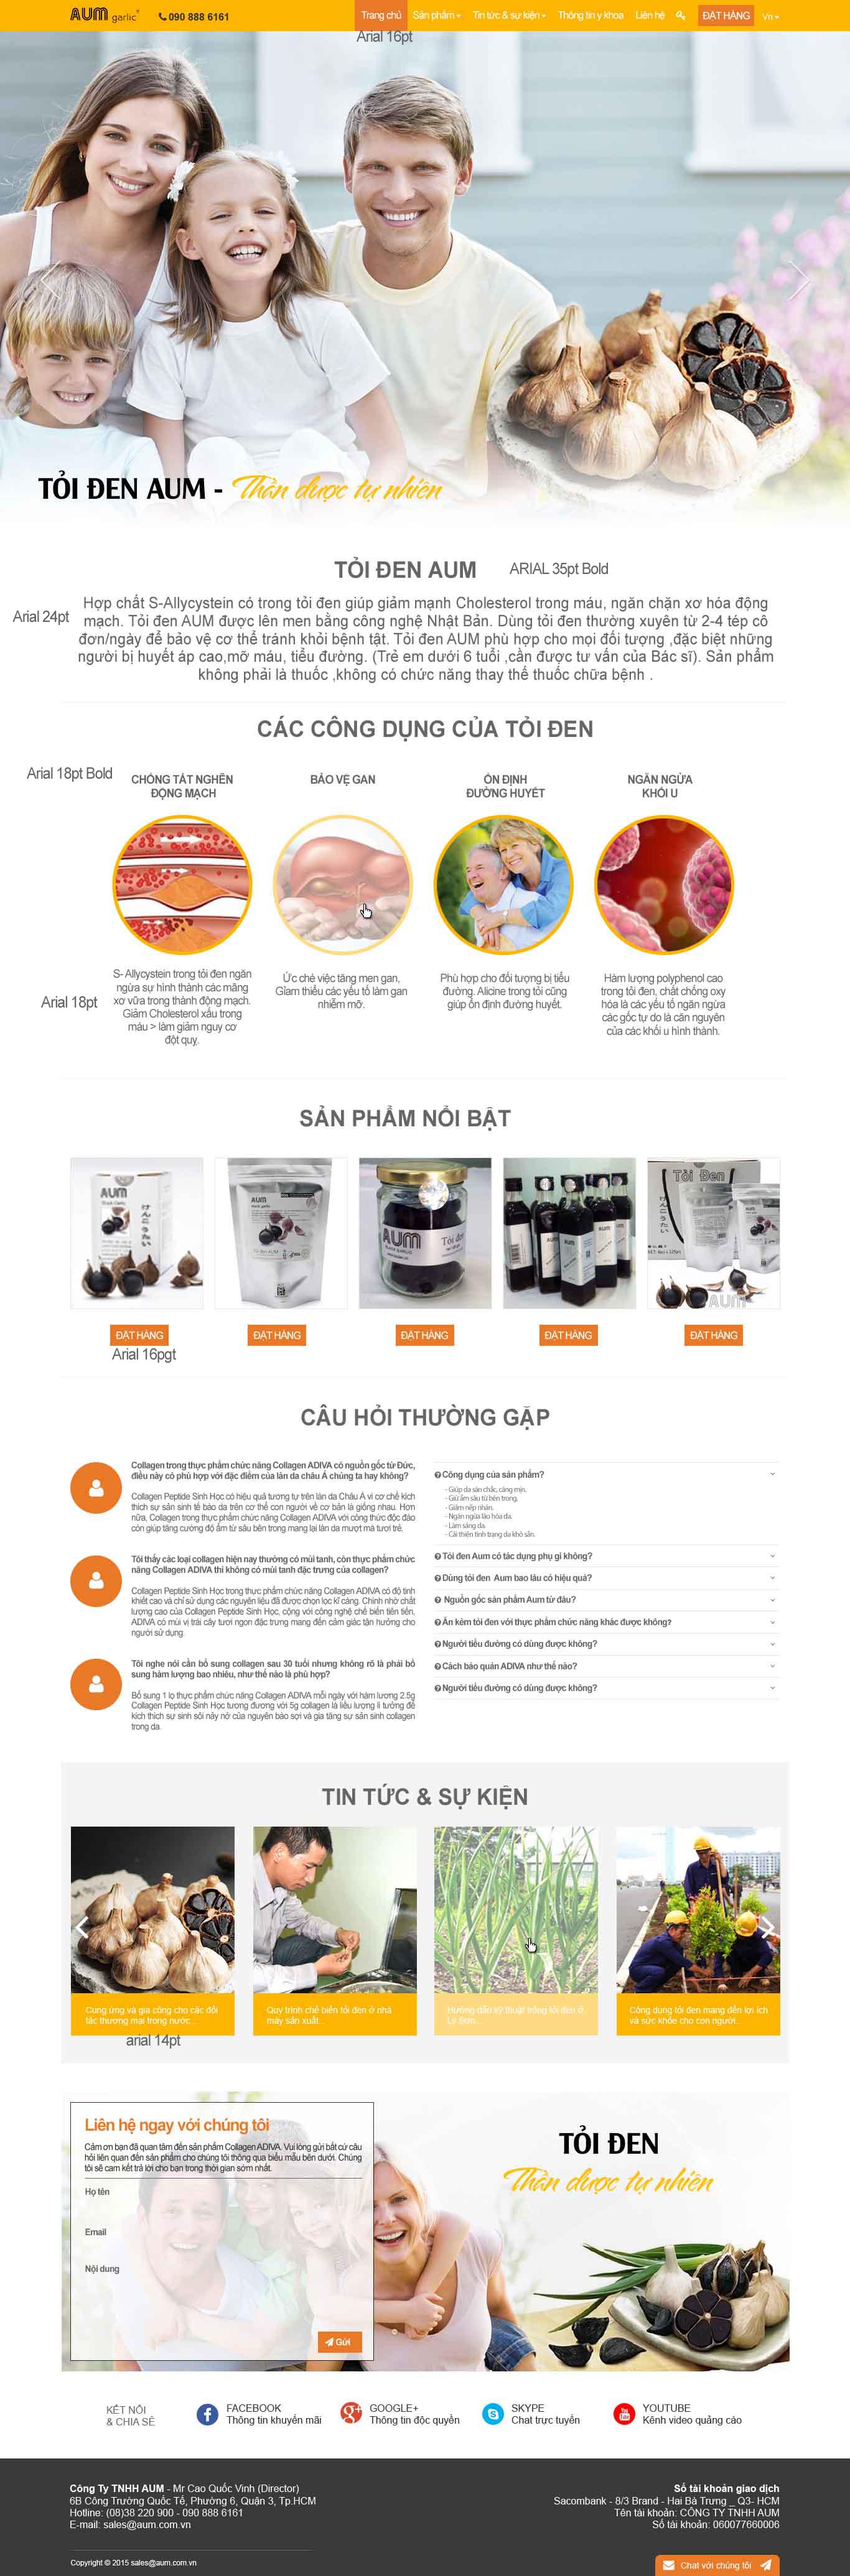 AUM garlic®
090 888 6161
Trang chủ Sản phẩm Tin tức & sự kiện Thông tin y khoa Liên hệ ĐẶT HÀNG Vn
Arial 16pt
TỎI ĐEN AUM - Thần dược tự nhiên
TỎI ĐEN AUM
ARIAL 35pt Bold
Arial 24pt
Hợp chất S-Allycystein có trong tỏi đen giúp giảm mạnh Cholesterol trong máu, ngăn chặn xơ hóa động
mạch. Tỏi đen AUM được lên men bằng công nghệ Nhật Bản. Dùng tỏi đen thường xuyên từ 2-4 tép cô
đơn/ngày để bảo vệ cơ thể tránh khỏi bệnh tật. Tỏi đen AUM phù hợp cho mọi đối tượng ,đặc biệt những
người bị huyết áp cao,mỡ máu, tiểu đường. (Trẻ em dưới 6 tuổi ,cần được tư vấn của Bác sĩ). Sản phẩm
không phải là thuốc ,không có chức năng thay thế thuốc chữa bệnh .
CÁC CÔNG DỤNG CỦA TỎI ĐEN
Arial 18pt Bold
CHỐNG TẮT NGHẼN
ĐỘNG MẠCH
BẢO VỆ GAN
ỔN ĐỊNH
ĐƯỜNG HUYẾT
NGĂN NGỪA
KHỐI U
Arial 18pt
S- Allycystein trong tỏi đen ngăn
ngừa sự hình thành các mãng
xơ vữa trong thành động mạch.
Giảm Cholesterol xấu trong
máu > làm giảm nguy cơ
đột quỵ.
Ức chế việc tăng men gan,
Giảm thiểu các yếu tố làm gan
nhiễm mỡ.
Phù hợp cho đối tượng bị tiểu
đường. Alicine trong tỏi cũng
giúp ổn định đường huyết.
Hàm lượng polyphenol cao
trong tỏi đen, chất chống oxy
hóa là các yếu tố ngăn ngừa
các gốc tự do là căn nguyên
của các khối u hình thành.
SẢN PHẨM NỔI BẬT
AUM
AUM
AUM
Tỏi Đen
AUM
ĐẶT HÀNG ĐẶT HÀNG ĐẶT HÀNG ĐẶT HÀNG ĐẶT HÀNG
Arial 16pgt
CÂU HỎI THƯỜNG GẶP
Collagen trong thực phẩm chức năng Collagen ADIVA có nguồn gốc từ Đức,
điều này có phù hợp với đặc điểm của làn da châu Á chúng ta hay không?
Collagen Peptide Sinh Học có hiệu quả tương tự trên làn da Châu Á vì cơ chế kích
thích sự sản sinh tế bào da trên cơ thể con người về cơ bản là giống nhau. Hơn
nữa, Collagen trong thực phẩm chức năng Collagen ADIVA với công thức độc đáo
còn giúp tăng cường độ ẩm từ sâu bên trong mang lại làn da mượt mà tươi trẻ.
Tôi thấy các loại collagen hiện nay thường có mùi tanh, còn thực phẩm chức
năng Collagen ADIVA thì không có mùi tanh đặc trưng của collagen?
Collagen Peptide Sinh Học trong thực phẩm chức năng Collagen ADIVA có độ tinh
khiết cao và chỉ sử dụng các nguyên liệu đã được chọn lọc kĩ càng. Chính nhờ chất
lượng cao của Collagen Peptide Sinh Học, cộng với công nghệ chế biến tiên tiến,
ADIVA có mùi vị trái cây tươi ngon đặc trưng mang đến cảm giác tận hưởng cho
người sử dụng.
Tôi nghe nói cần bổ sung collagen sau 30 tuổi nhưng không rõ là phải bổ
sung hàm lượng bao nhiêu, như thế nào là phù hợp?
Bổ sung 1 lọ thực phẩm chức năng Collagen ADIVA mỗi ngày với hàm lượng 2.5g
Collagen Peptide Sinh Học tương đương với 5g collagen là liều lượng lí tưởng để
kích thích sự sinh sôi nảy nở của nguyên bào sợi và gia tăng sự sản sinh collagen
trong da.
Công dụng của sản phẩm?
- Giúp da săn chắc, căng mịn.
- Giữ ẩm sâu từ bên trong.
- Giảm nếp nhăn.
- Ngăn ngừa lão hóa da.
- Làm sáng da.
- Cải thiện tình trạng da khô sần.
Tỏi đen Aum có tác dụng phụ gì không?
Dùng tỏi đen Aum bao lâu có hiệu quả?
Nguồn gốc sản phẩm Aum từ đâu?
Ăn kèm tỏi đen với thực phẩm chức năng khác được không?
Người tiểu đường có dùng được không?
Cách bảo quản ADIVA như thế nào?
Người tiểu đường có dùng được không?
TIN TỨC & SỰ KIỆN
Cung ứng và gia công cho các đối
tác thương mại trong nước...
Quy trình chế biến tỏi đen ở nhà
máy sản xuất...
Hướng dẫn kỹ thuật trồng tỏi đen ở
Lý Sơn..
Công dụng tỏi đen mang đến lợi ích
và sức khỏe cho con người...
arial 14pt
Liên hệ ngay với chúng tôi
Cảm ơn bạn đã quan tâm đến sản phẩm Collagen ADIVA. Vui lòng gửi bất cứ câu
hỏi liên quan đến sản phẩm cho chúng tôi thông qua biểu mẫu bên dưới. Chúng
tôi sẽ cam kết trả lời cho bạn trong thời gian sớm nhất.
Họ tên
Email
Nội dung
Gửi
TỎI ĐEN
Thần dược tự nhiên
KẾT NỐI
& CHIA SẺ
FACEBOOK
Thông tin khuyến mãi
GOOGLE+
Thông tin độc quyền
SKYPE
Chat trực tuyến
YOUTUBE
Kênh video quảng cáo
Công Ty TNHH AUM - Mr Cao Quốc Vinh (Director)
6B Công Trường Quốc Tế, Phường 6, Quận 3, Tp.HCM
Hotline: (08)38 220 900 - 090 888 6161
E-mail: sales@aum.com.vn
Số tài khoản giao dịch
Sacombank - 8/3 Brand - Hai Bà Trưng _ Q3- HCM
Tên tài khoản: CÔNG TY TNHH AUM
Số tài khoản: 060077660006
Copyright © 2015 sales@aum.com.vn
Chat với chúng tôi